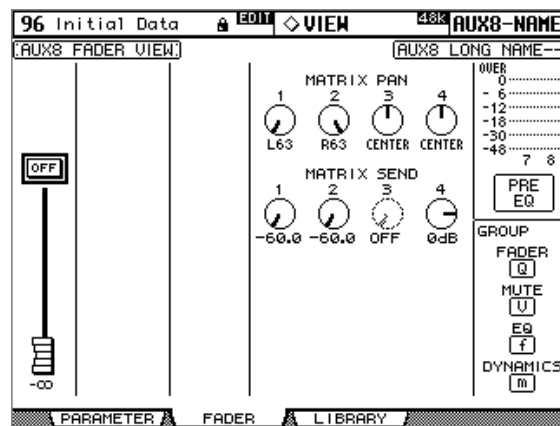 96 Initial Data EDIT ◇VIEW 48K AUX8-NAME
AUX8 FADER VIEW AUX8 LONG NAME--
MATRIX PAN
1 2 3 4
L63 R63 CENTER CENTER
MATRIX SEND
1 2 3 4
-60.0 -60.0 OFF 0dB
OFF
-∞
OVER
0
- 6
-12
-18
-30
-48
7 8
PRE
EQ
GROUP
FADER
Q
MUTE
V
EQ
f
DYNAMICS
m
PARAMETER FADER LIBRARY